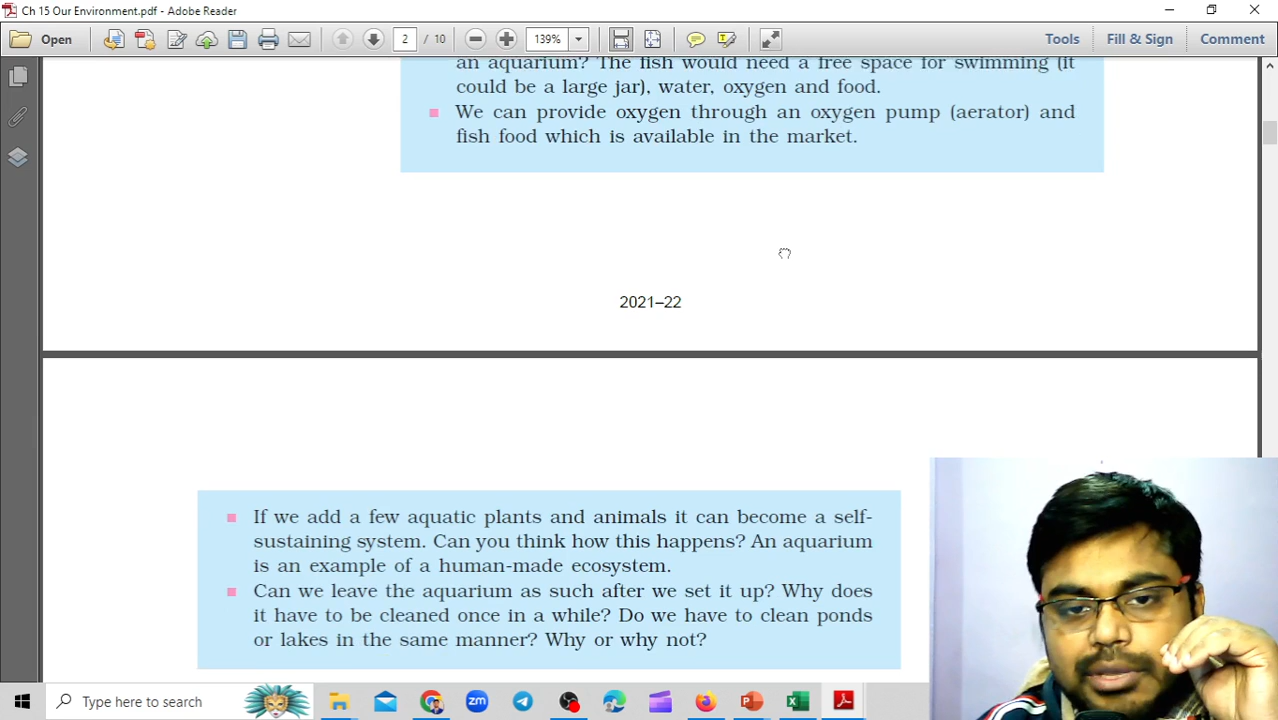 Ch 15 Our Environment.pdf - Adobe Reader
Open
2 / 10
139%
Tools
Fill & Sign
Comment
an aquarium? The fish would need a free space for swimming (it
could be a large jar), water, oxygen and food.
We can provide oxygen through an oxygen pump (aerator) and
fish food which is available in the market.
2021–22
If we add a few aquatic plants and animals it can become a self-
sustaining system. Can you think how this happens? An aquarium
is an example of a human-made ecosystem.
Can we leave the aquarium as such after we set it up? Why does
it have to be cleaned once in a while? Do we have to clean ponds
or lakes in the same manner? Why or why not?
Type here to search